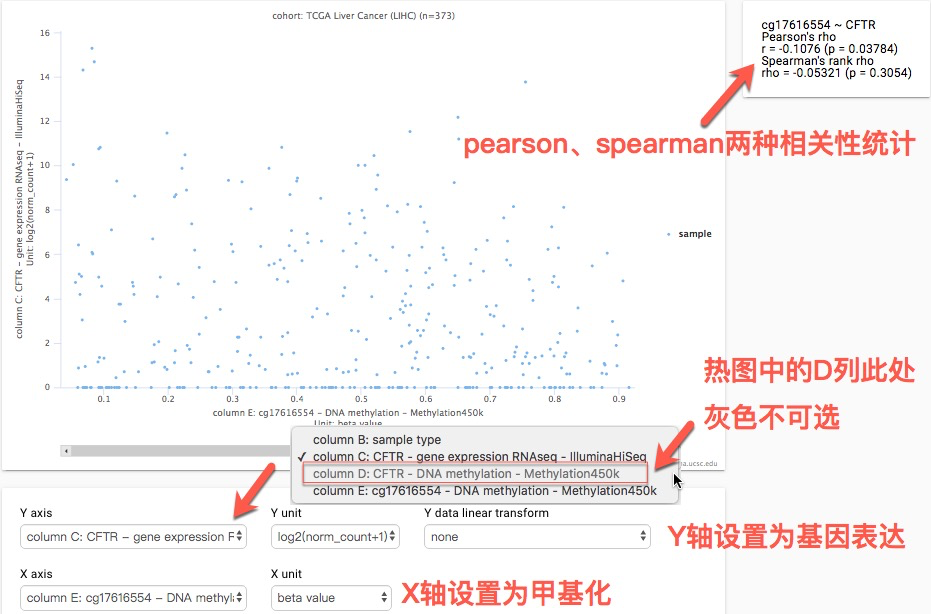 cohort: TCGA Liver Cancer (LIHC) (n=373)
cg17616554 ~ CFTR
Pearson's rho
r = -0.1076 (p = 0.03784)
Spearman's rank rho
rho = -0.05321 (p = 0.3054)
pearson、spearman两种相关性统计
column C: CFTR – gene expression RNAseq – IlluminaHiSeq
Unit: log2(norm_count+1)
16
14
12
10
8
6
4
2
0
sample
0.1 0.2 0.3 0.4 0.5 0.6 0.7 0.8 0.9
column E: cg17616554 – DNA methylation – Methylation450k
Unit: beta value
热图中的D列此处
灰色不可选
column B: sample type
✓ column C: CFTR – gene expression RNAseq – IlluminaHiSeq
column D: CFTR – DNA methylation – Methylation450k
column E: cg17616554 – DNA methylation – Methylation450k
ra.ucsc.edu
Y axis
Y unit
Y data linear transform
column C: CFTR – gene expression F
log2(norm_count+1)
none
Y轴设置为基因表达
X axis
X unit
column E: cg17616554 – DNA methyl
beta value
X轴设置为甲基化